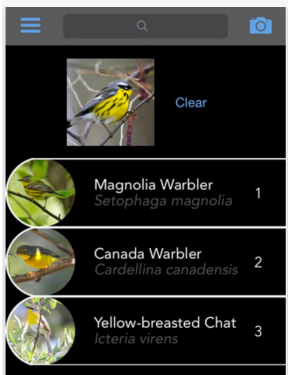 Clear
Magnolia Warbler
Setophaga magnolia
1
Canada Warbler
Cardellina canadensis
2
Yellow-breasted Chat
Icteria virens
3